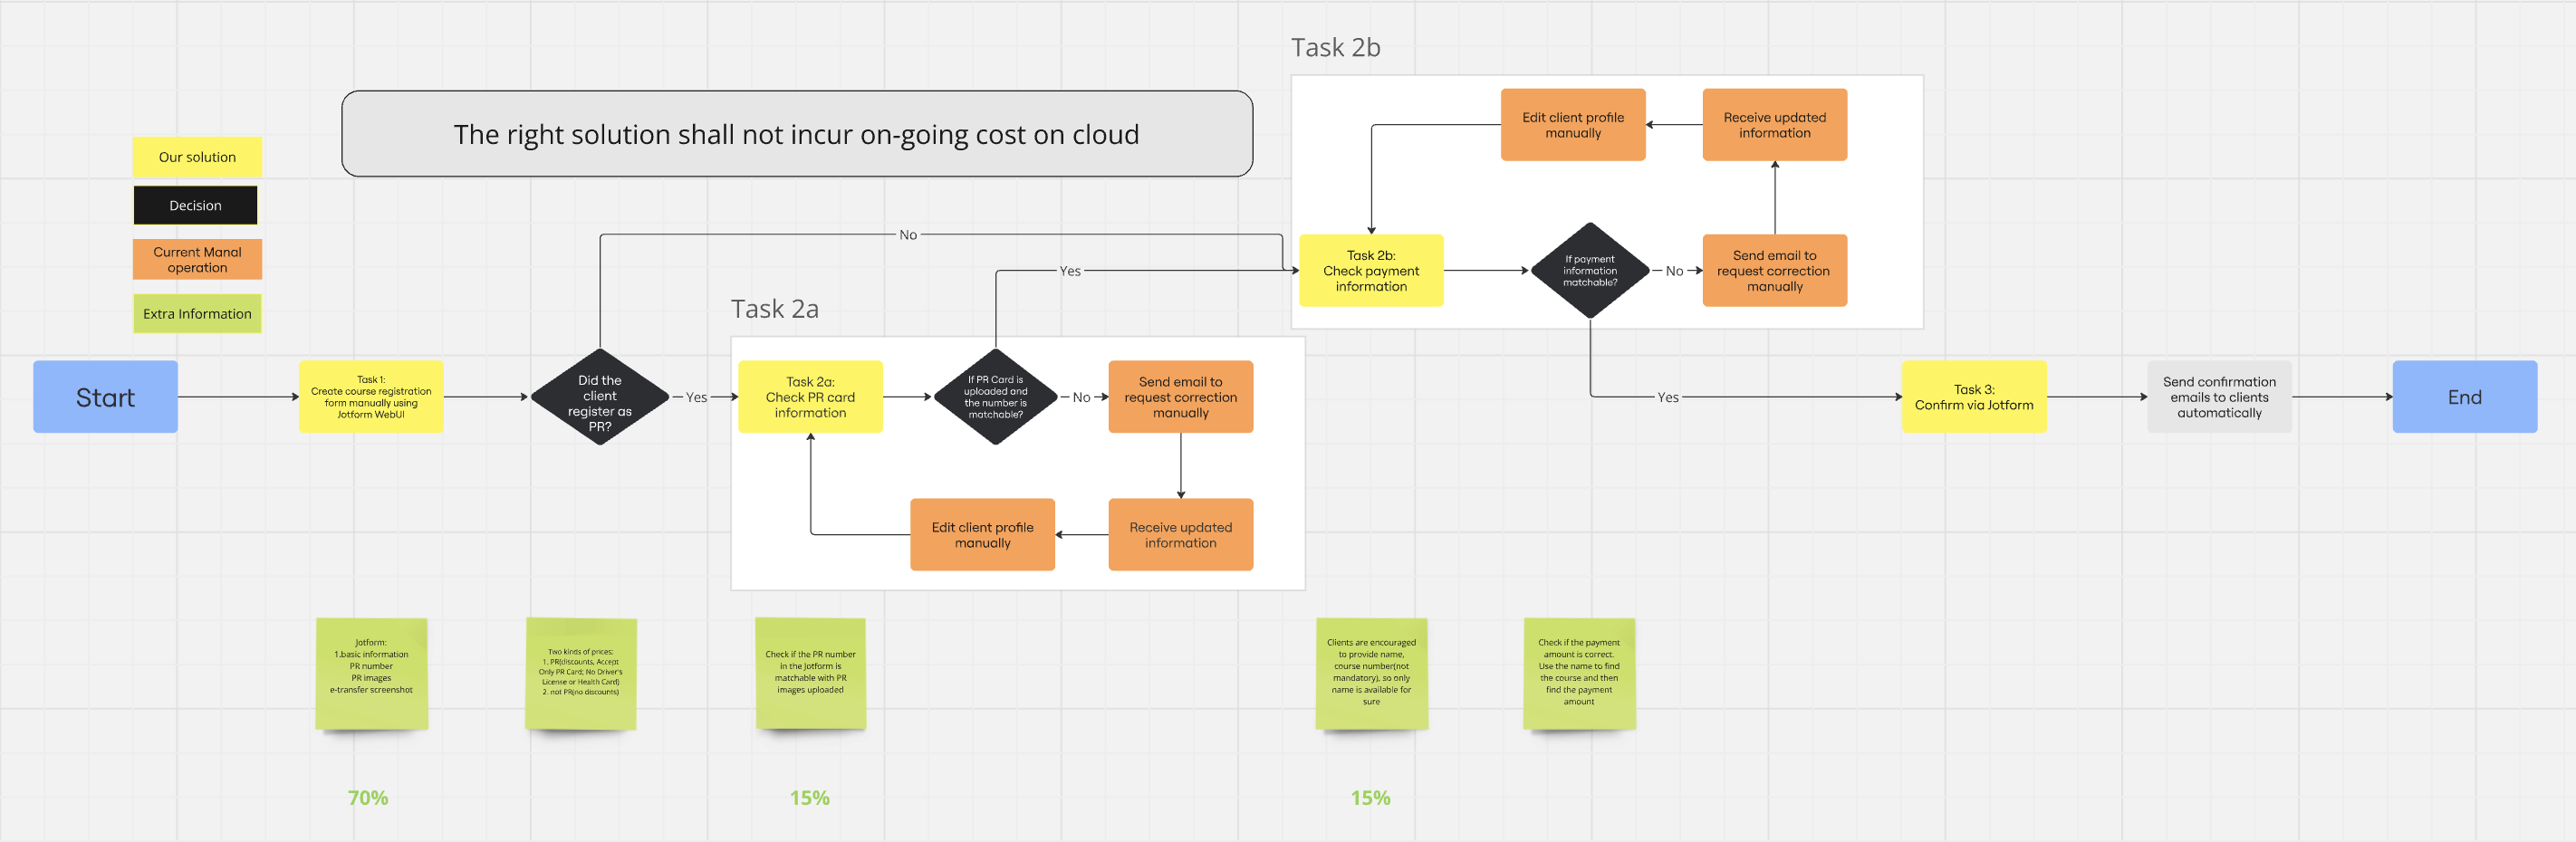 Task 2b
The right solution shall not incur on-going cost on cloud
Our solution
Decision
Current Manal
operation
Extra Information
Edit client profile
manually
Receive updated
information
No
Yes
Task 2b:
Check payment
information
If payment
information
matchable?
No
Send email to
request correction
manually
Task 2a
Start
Task 1:
Create course registration
form manually using
Jotform WebUI
Did the
client
register as
PR?
Yes
Task 2a:
Check PR card
information
If PR Card is
uploaded and
the number is
matchable?
No
Send email to
request correction
manually
Yes
Task 3:
Confirm via Jotform
Send confirmation
emails to clients
automatically
End
Edit client profile
manually
Receive updated
information
Jotform:
1.basic information
PR number
PR images
e-transfer screenshot
Two kinds of prices:
1. PR(discounts, Accept
Only PR Card; No Driver's
License or Health Card)
2. not PR(no discounts)
Check if the PR number
in the Jotform is
matchable with PR
images uploaded
Clients are encouraged
to provide name,
course number(not
mandatory), so only
name is available for
sure
Check if the payment
amount is correct.
Use the name to find
the course and then
find the payment
amount
70%
15%
15%